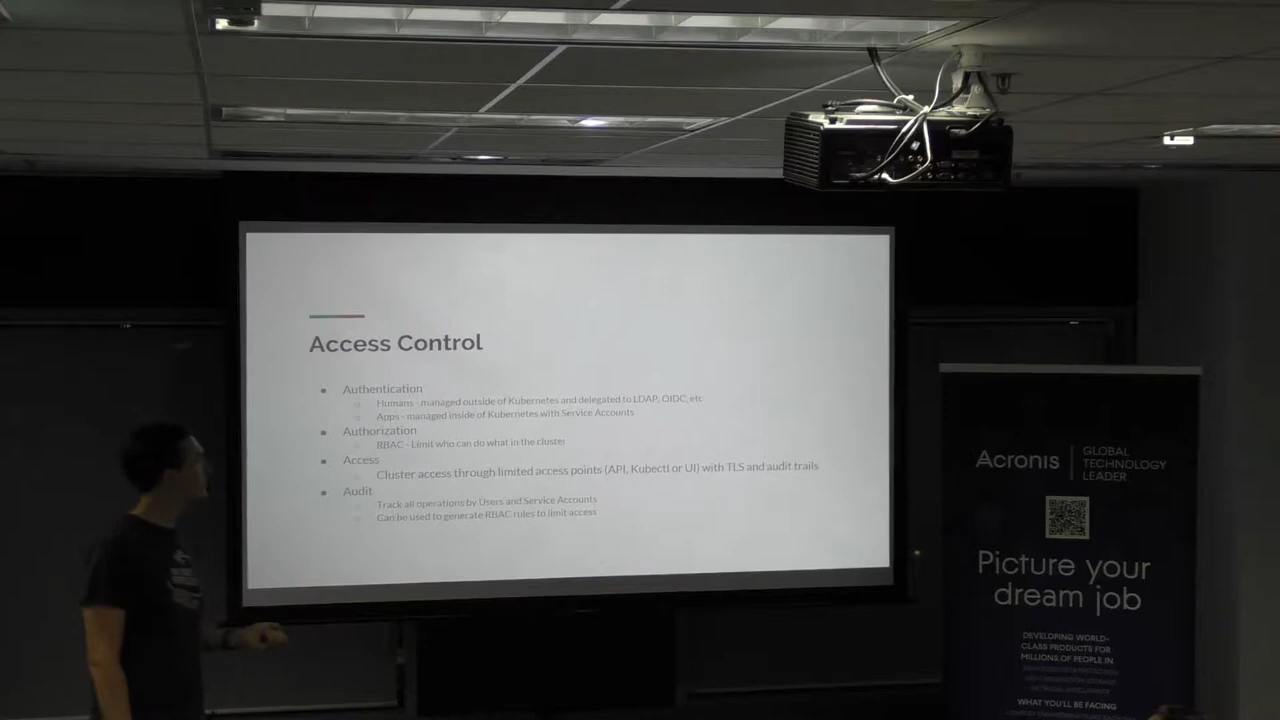 Access Control
Authentication
Humans - managed outside of Kubernetes and delegated to LDAP, OIDC, etc
Apps - managed inside of Kubernetes with Service Accounts
Authorization
RBAC - Limit who can do what in the cluster
Access
Cluster access through limited access points (API, Kubectl or UI) with TLS and audit trails
Audit
Track all operations by Users and Service Accounts
Can be used to generate RBAC rules to limit access
Acronis
GLOBAL
TECHNOLOGY
LEADER
Picture your
dream job
DEVELOPING WORLD-
CLASS PRODUCTS FOR
MILLIONS OF PEOPLE IN
WHAT YOU'LL BE FACING